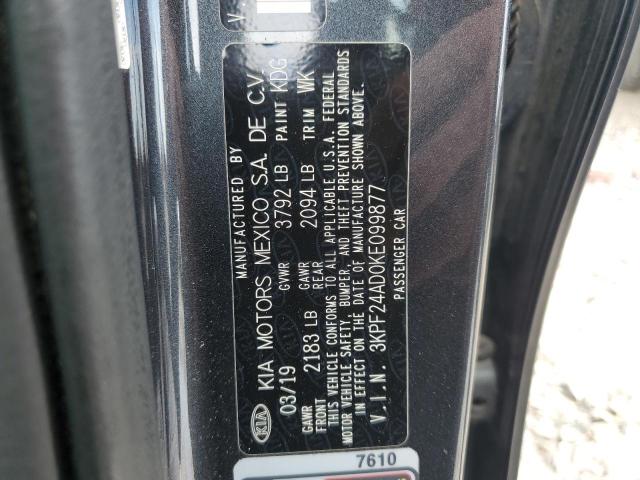 MANUFACTURED BY
KIA KIA MOTORS MEXICO S.A. DE C.V
03/19 GVWR 3792 LB PAINT KDG
GAWR FRONT 2183 LB GAWR REAR 2094 LB TRIM WK
THIS VEHICLE CONFORMS TO ALL APPLICABLE U.S.A. FEDERAL
MOTOR VEHICLE SAFETY, BUMPER, AND THEFT PREVENTION STANDARDS
IN EFFECT ON THE DATE OF MANUFACTURE SHOWN ABOVE.
V.I.N. 3KPF24AD0KE099877
PASSENGER CAR
7610